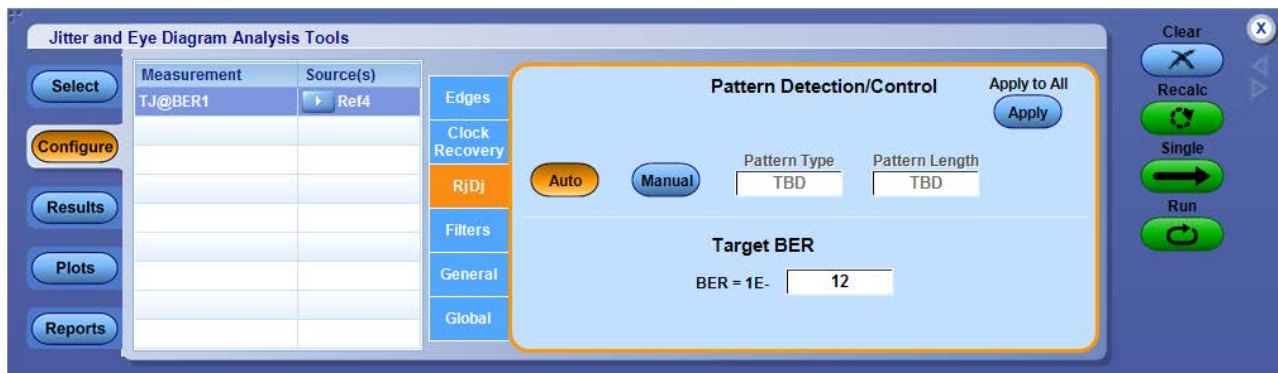 Jitter and Eye Diagram Analysis Tools
Select
Configure
Results
Plots
Reports
Measurement Source(s)
TJ@BER1 Ref4
Edges
Clock
Recovery
RjDj
Filters
General
Global
Pattern Detection/Control
Apply to All
Apply
Auto
Manual
Pattern Type
TBD
Pattern Length
TBD
Target BER
BER = 1E- 12
Clear
X
Recalc
Single
Run